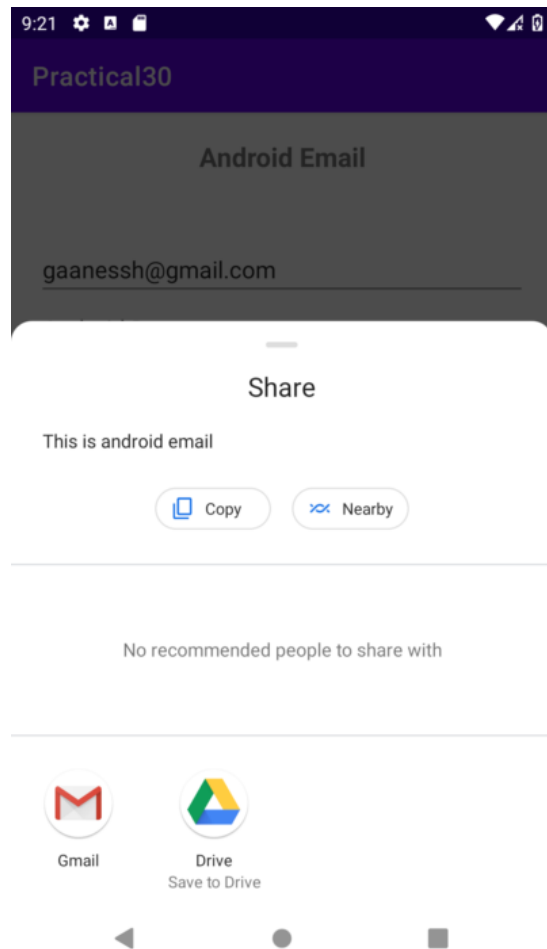 9:21
Practical30
Android Email
gaanessh@gmail.com
Share
This is android email
Copy
Nearby
No recommended people to share with
Gmail
Drive
Save to Drive